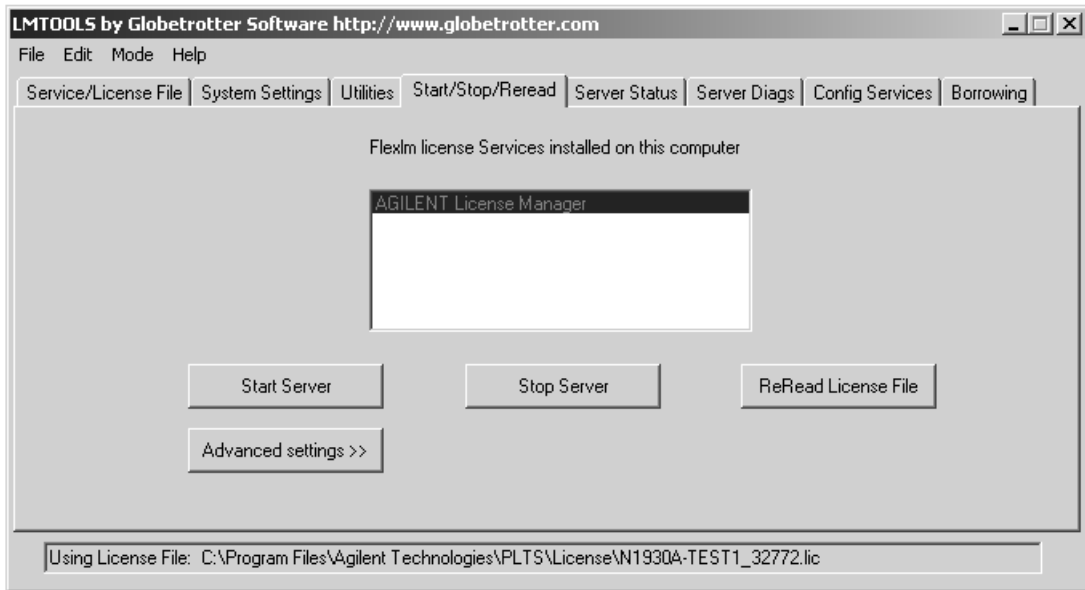 LMTOOLS by Globetrotter Software http://www.globetrotter.com
File Edit Mode Help
Service/License File System Settings Utilities Start/Stop/Reread Server Status Server Diags Config Services Borrowing
Flexlm license Services installed on this computer
AGILENT License Manager
Start Server Stop Server ReRead License File
Advanced settings >>
Using License File: C:\Program Files\Agilent Technologies\PLTS\License\N1930A-TEST1_32772.lic